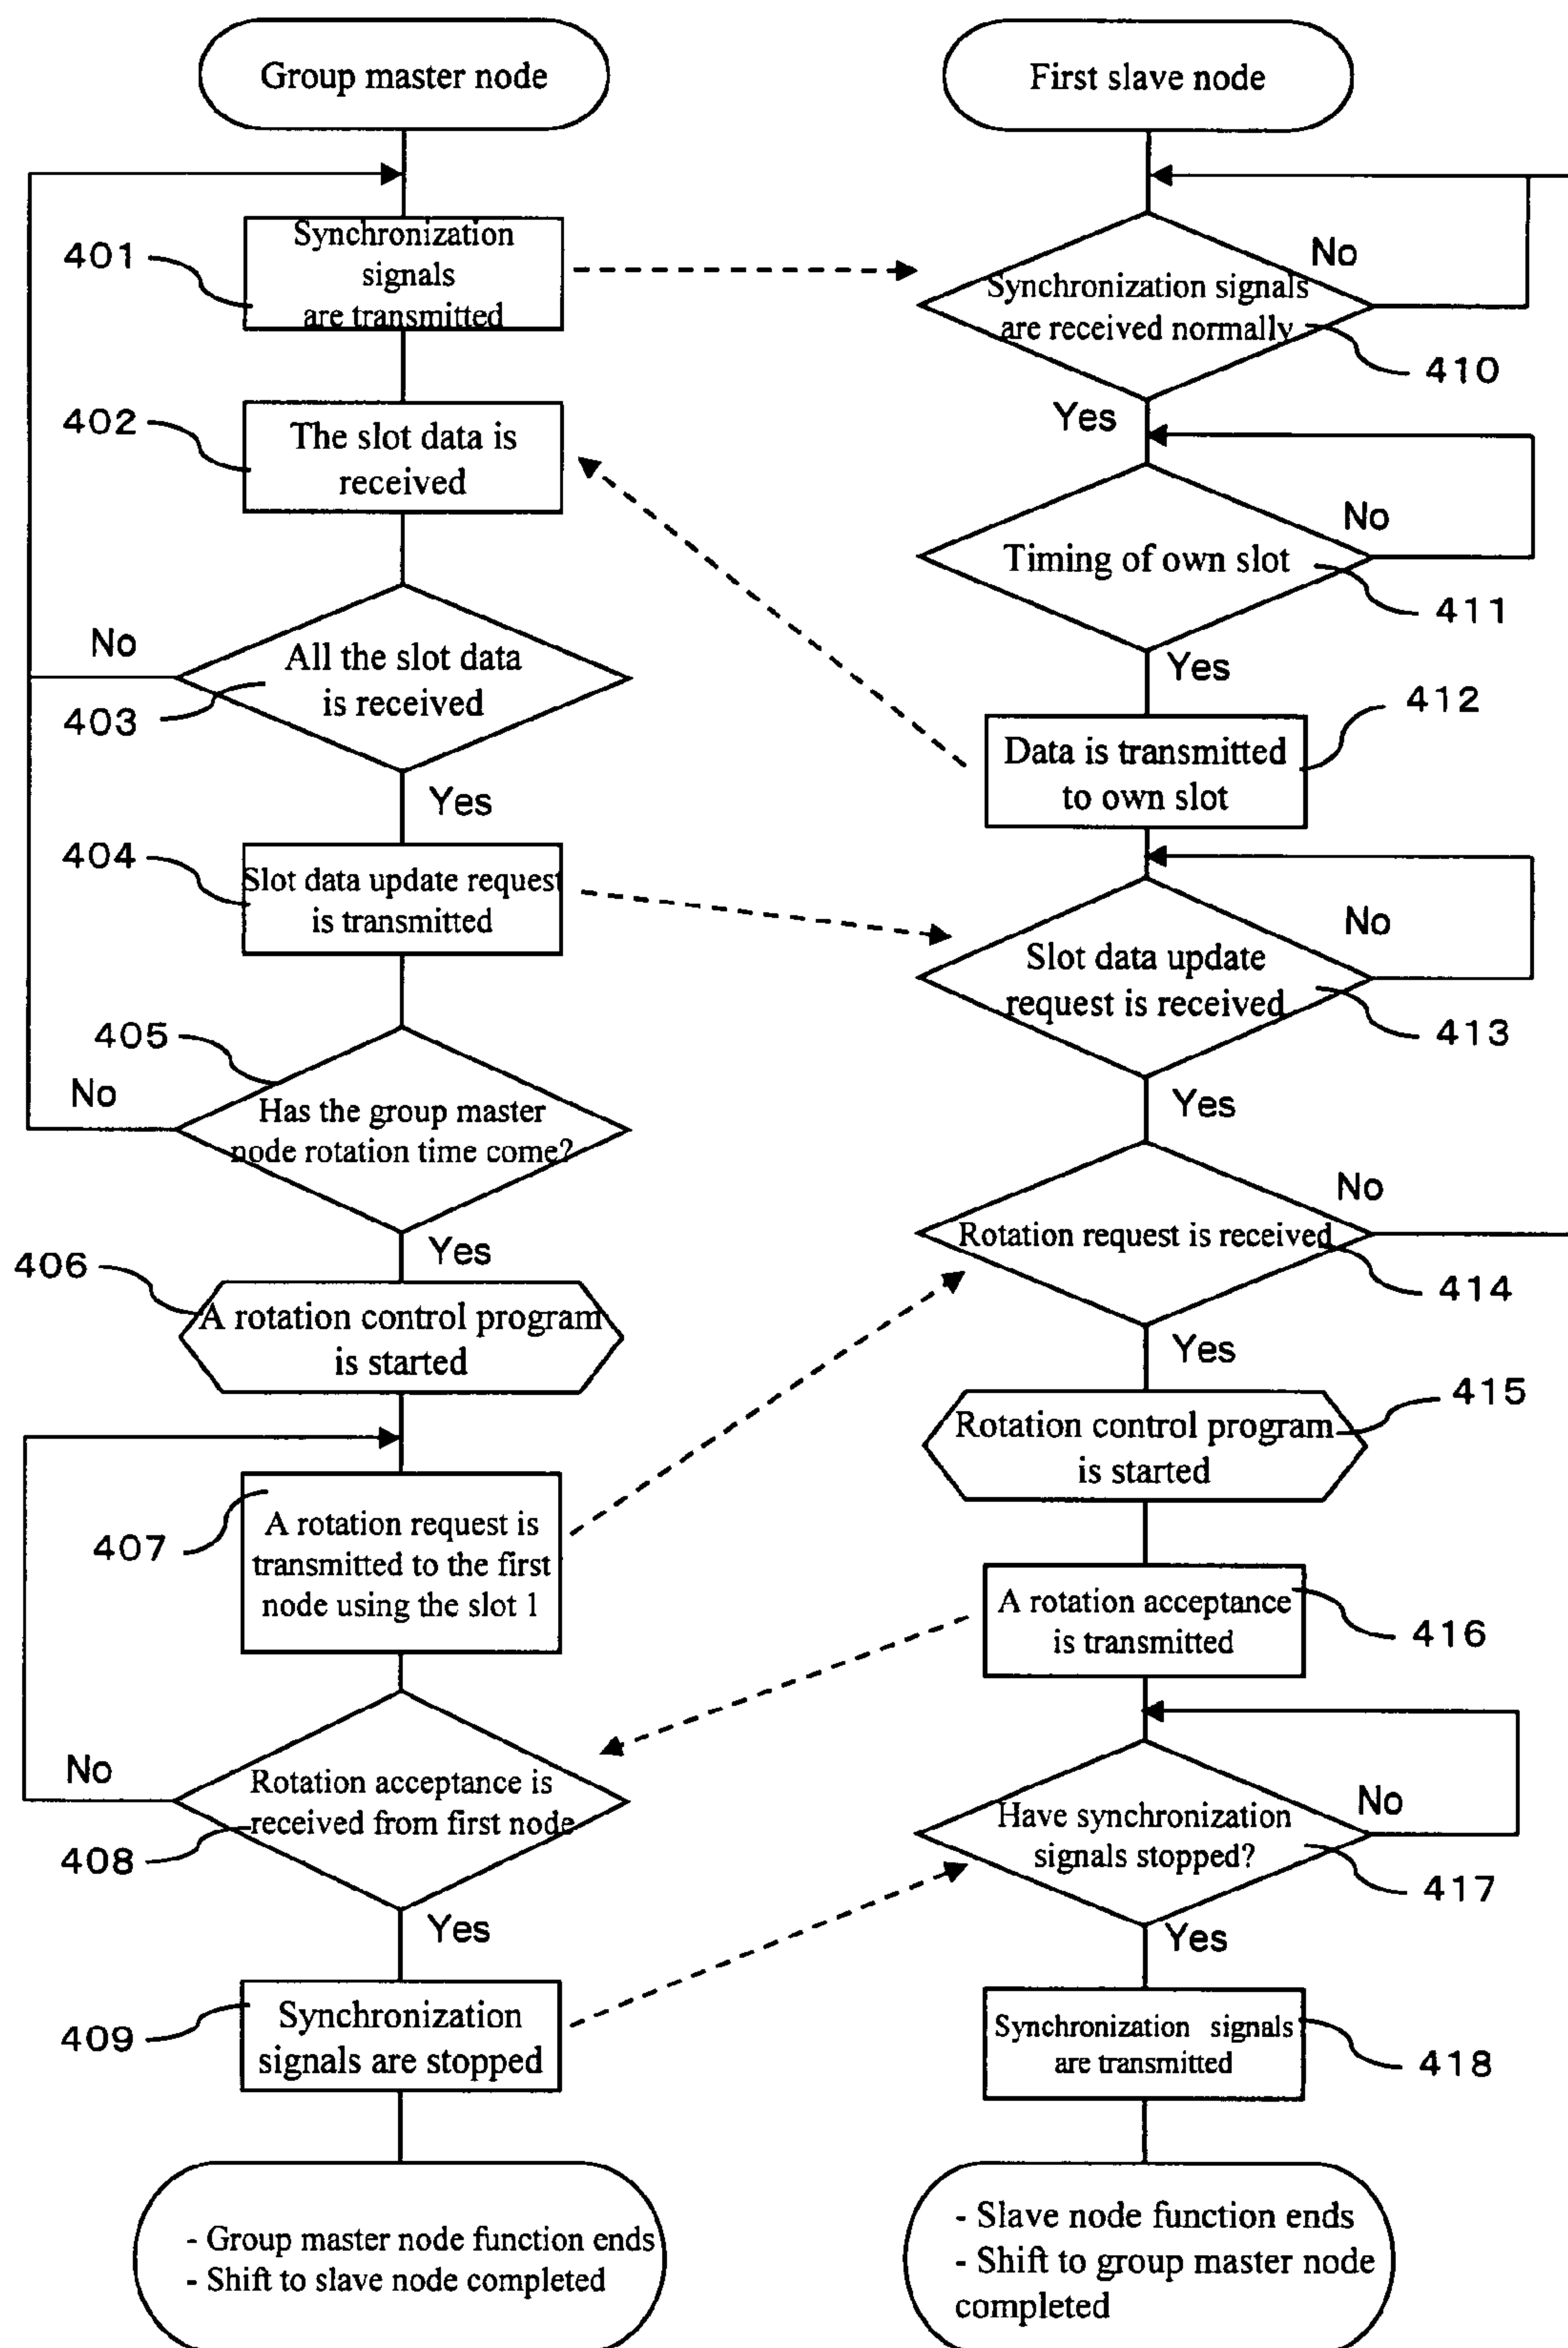 Group master node
401
Synchronization
signals
are transmitted
402
The slot data is
received
No
All the slot data
is received
403
Yes
404
Slot data update request
is transmitted
405
No
Has the group master
node rotation time come?
Yes
406
A rotation control program
is started
407
A rotation request is
transmitted to the first
node using the slot 1
No
Rotation acceptance is
received from first node
408
Yes
409
Synchronization
signals are stopped
- Group master node function ends
- Shift to slave node completed
First slave node
No
Synchronization signals
are received normally
410
Yes
No
Timing of own slot
411
Yes
412
Data is transmitted
to own slot
No
Slot data update
request is received
413
Yes
No
Rotation request is received
414
Yes
415
Rotation control program
is started
A rotation acceptance
is transmitted
416
No
Have synchronization
signals stopped?
417
Yes
Synchronization signals
are transmitted
418
- Slave node function ends
- Shift to group master node
completed